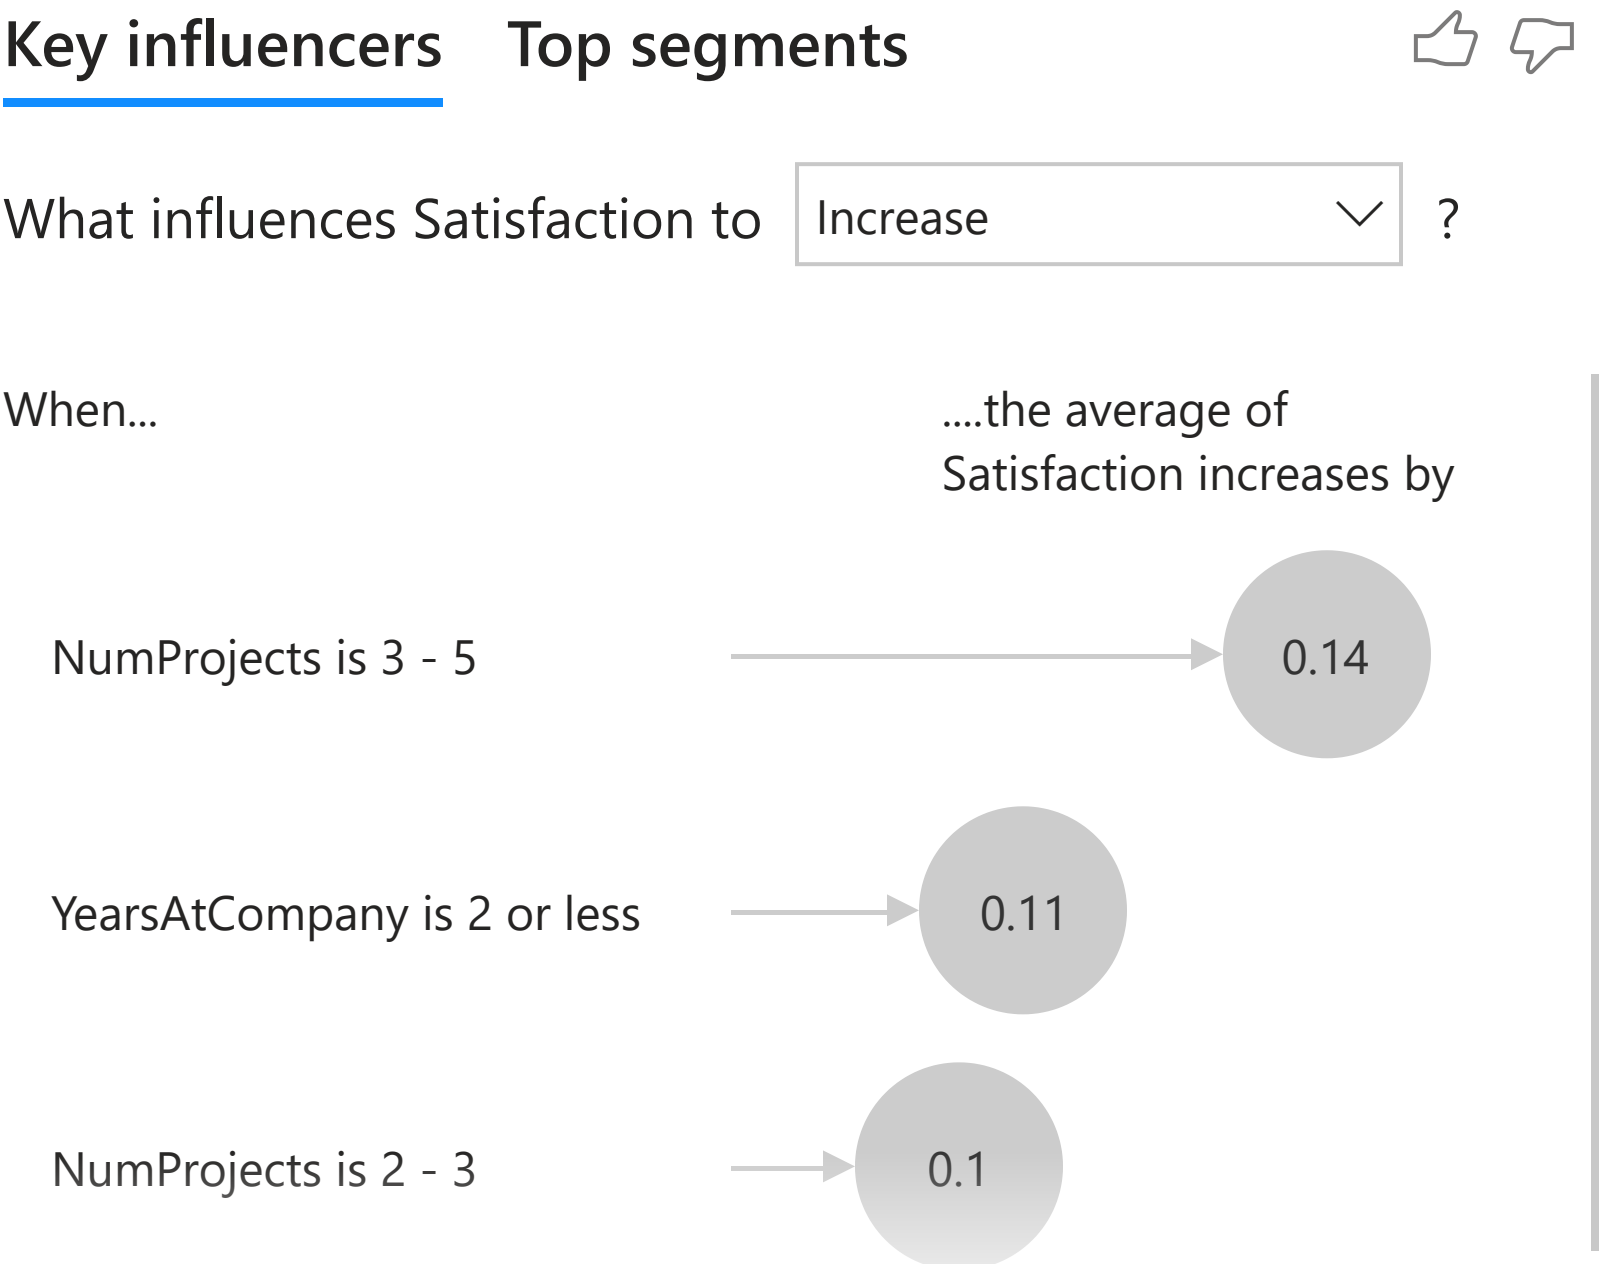 Key influencers Top segments
What influences Satisfaction to Increase ?
When... ....the average of
Satisfaction increases by
NumProjects is 3 - 5 0.14
YearsAtCompany is 2 or less 0.11
NumProjects is 2 - 3 0.1